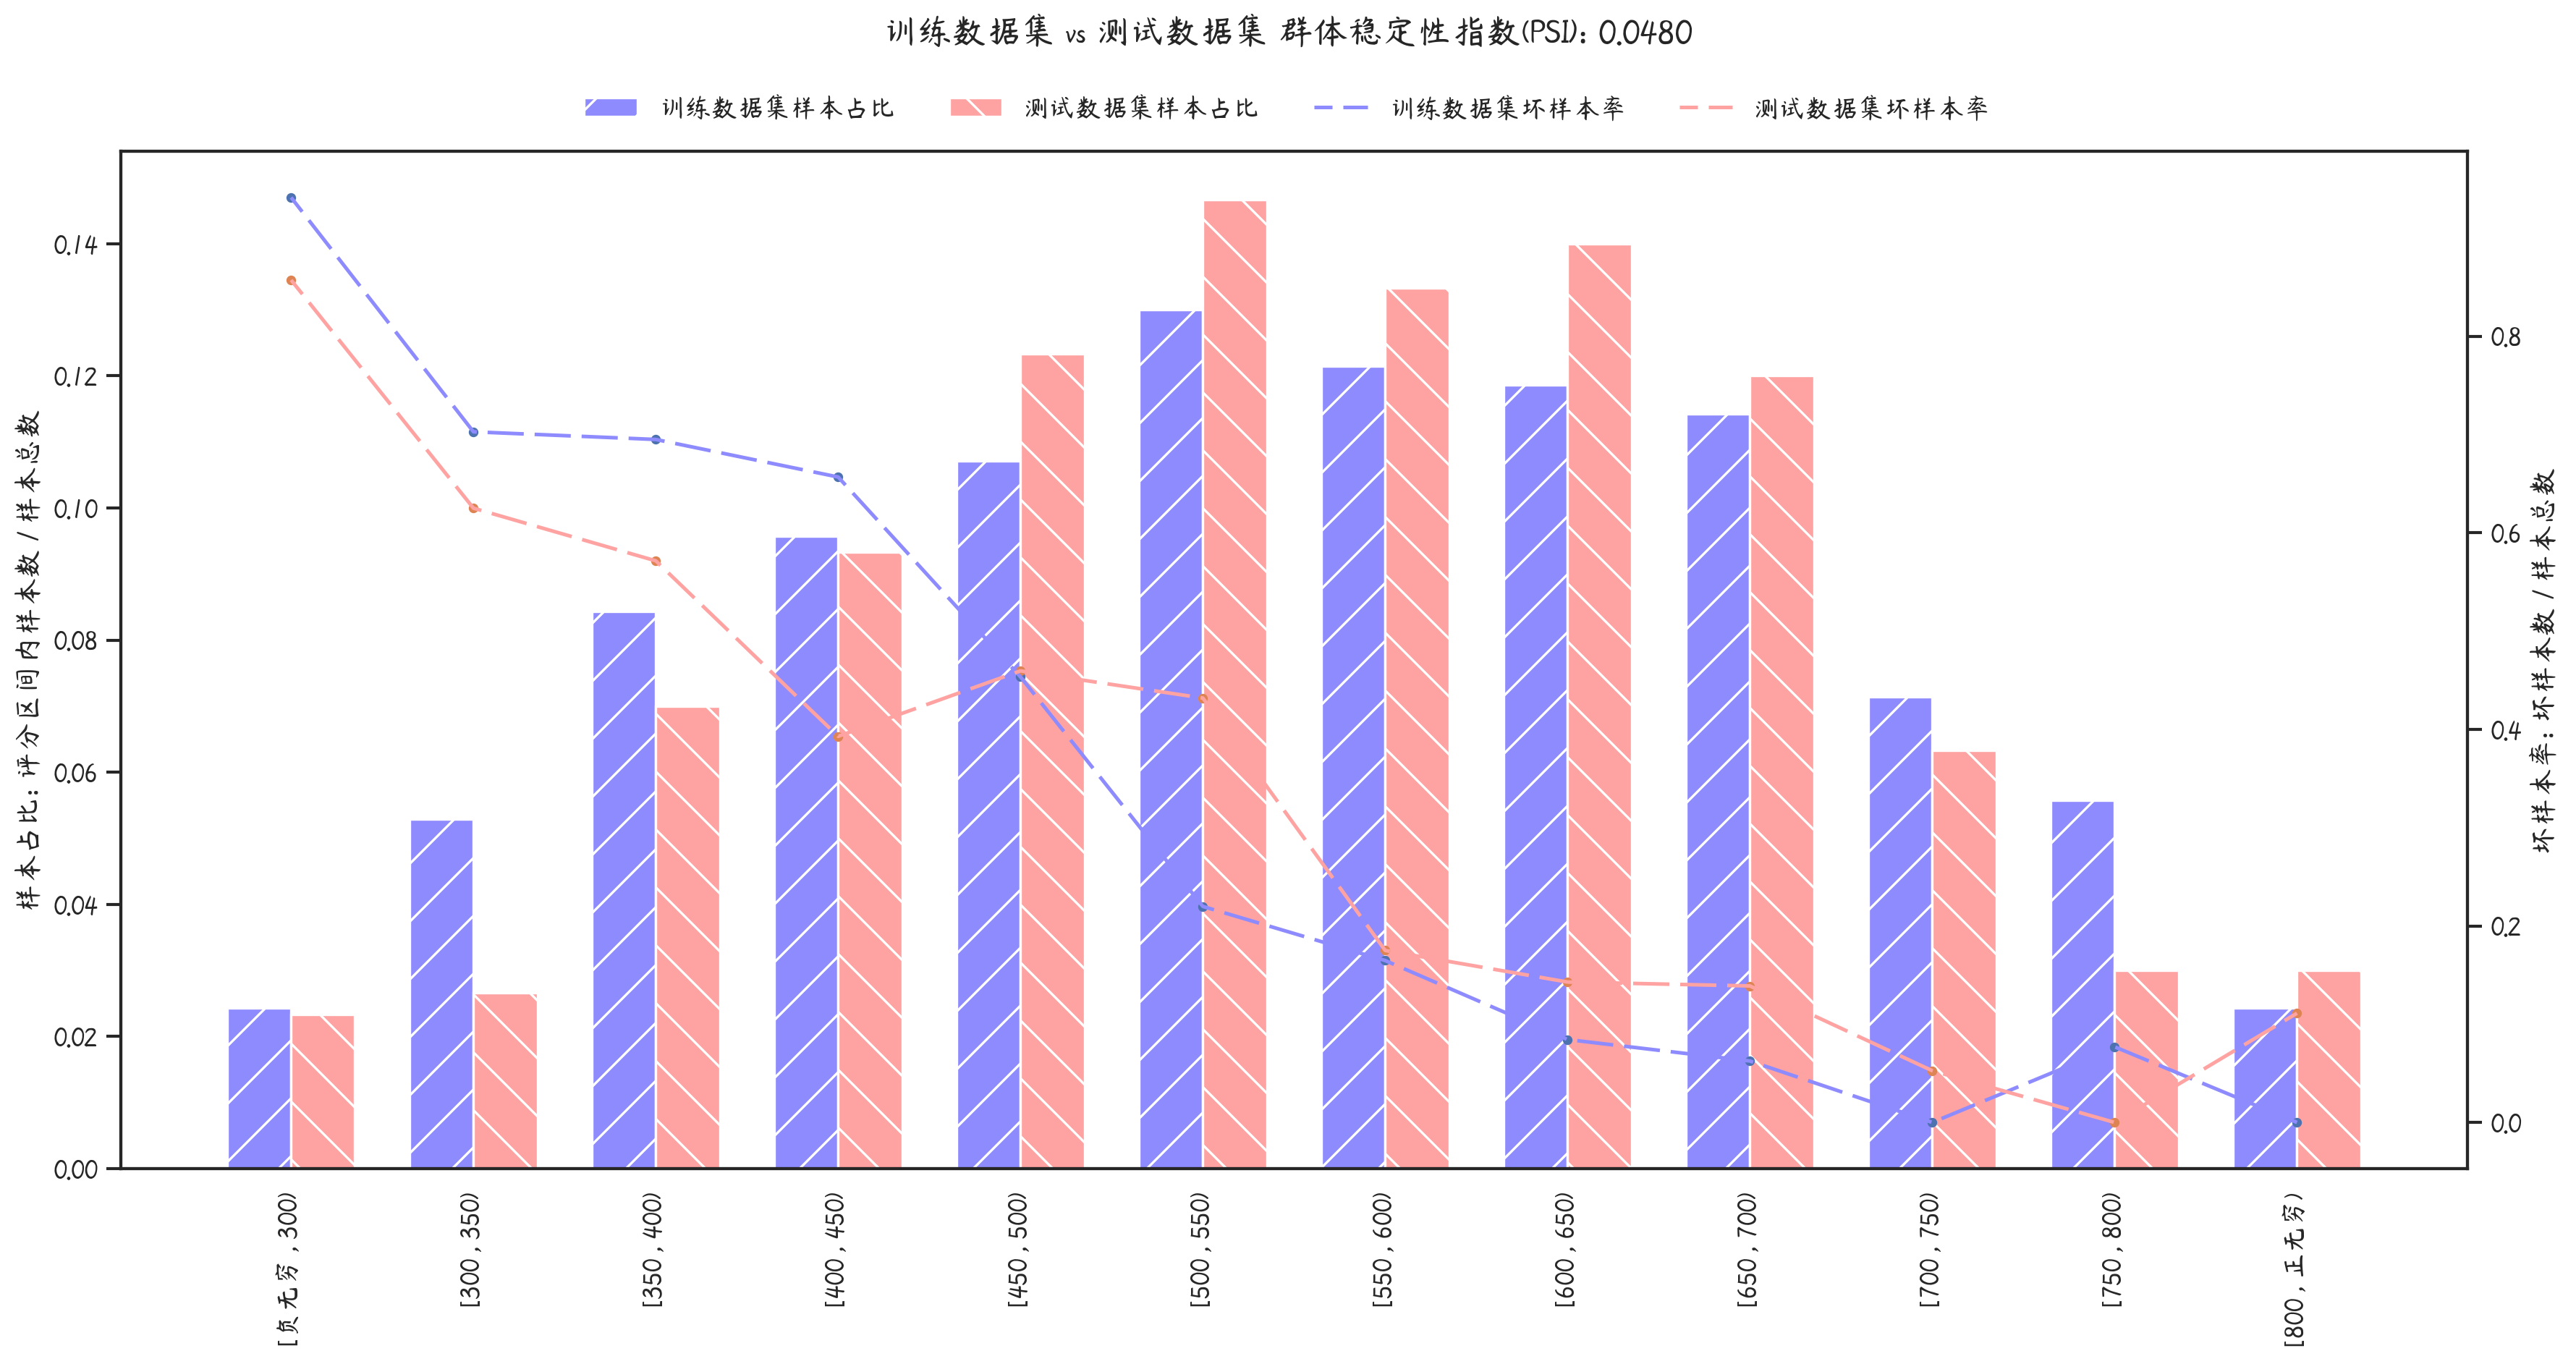 训练数据集 vs 测试数据集 群体稳定性指数(PSI): 0.0480
训练数据集样本占比 测试数据集样本占比 训练数据集坏样本率 测试数据集坏样本率
样本占比: 评分区间内样本数 / 样本总数
0.14
0.12
0.10
0.08
0.06
0.04
0.02
0.00
0.8
0.6
0.4
0.2
0.0
坏样本率: 坏样本数 / 样本总数
[负无穷 , 300)
[300 , 350)
[350 , 400)
[400 , 450)
[450 , 500)
[500 , 550)
[550 , 600)
[600 , 650)
[650 , 700)
[700 , 750)
[750 , 800)
[800 , 正无穷 )